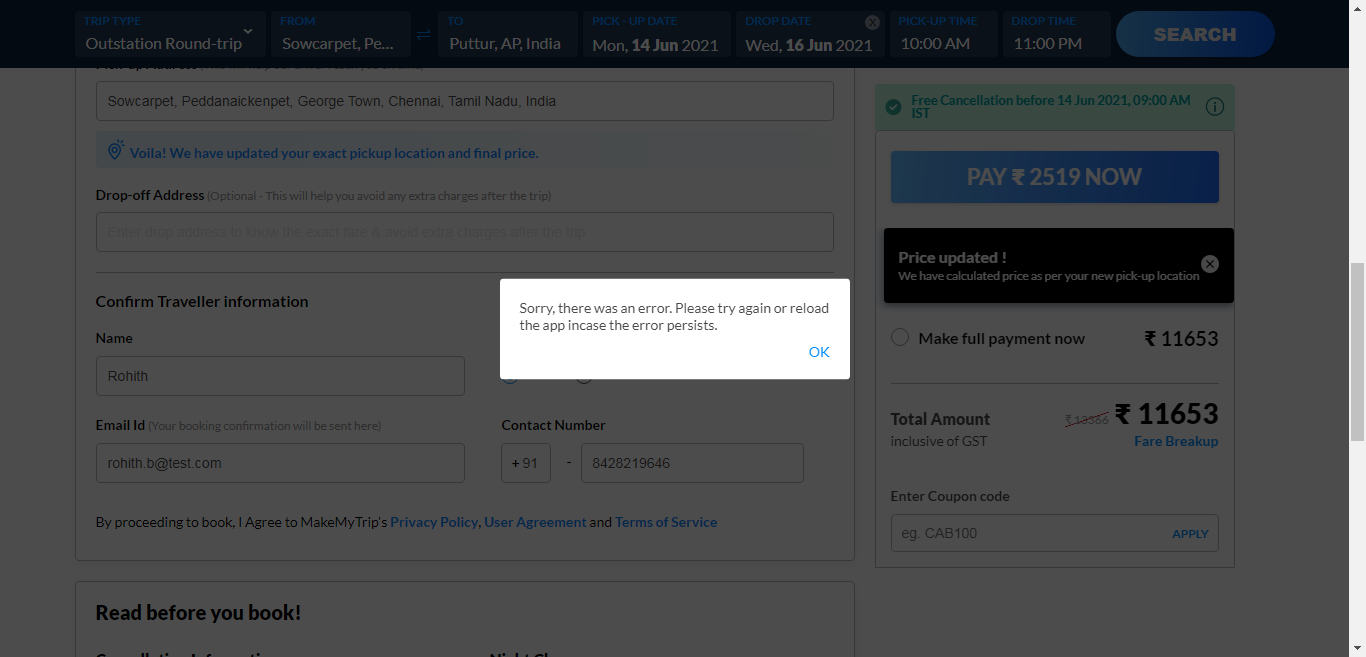 TRIP TYPE
Outstation Round-trip
FROM
Sowcarpet, Pe...
TO
Puttur, AP, India
PICK - UP DATE
Mon, 14 Jun 2021
DROP DATE
Wed, 16 Jun 2021
PICK-UP TIME
10:00 AM
DROP TIME
11:00 PM
SEARCH
Sowcarpet, Peddanaickenpet, George Town, Chennai, Tamil Nadu, India
Voila! We have updated your exact pickup location and final price.
Drop-off Address (Optional - This will help you avoid any extra charges after the trip)
Enter drop address to know the exact fare & avoid extra charges after the trip
Confirm Traveller information
Name
Rohith
Email Id (Your booking confirmation will be sent here)
rohith.b@test.com
Contact Number
+ 91 - 8428219646
By proceeding to book, I Agree to MakeMyTrip's Privacy Policy, User Agreement and Terms of Service
Read before you book!
Sorry, there was an error. Please try again or reload
the app incase the error persists.
OK
Free Cancellation before 14 Jun 2021, 09:00 AM
IST
PAY ₹ 2519 NOW
Price updated !
We have calculated price as per your new pick-up location
Make full payment now ₹ 11653
Total Amount ₹ 13366 ₹ 11653
inclusive of GST Fare Breakup
Enter Coupon code
eg. CAB100 APPLY